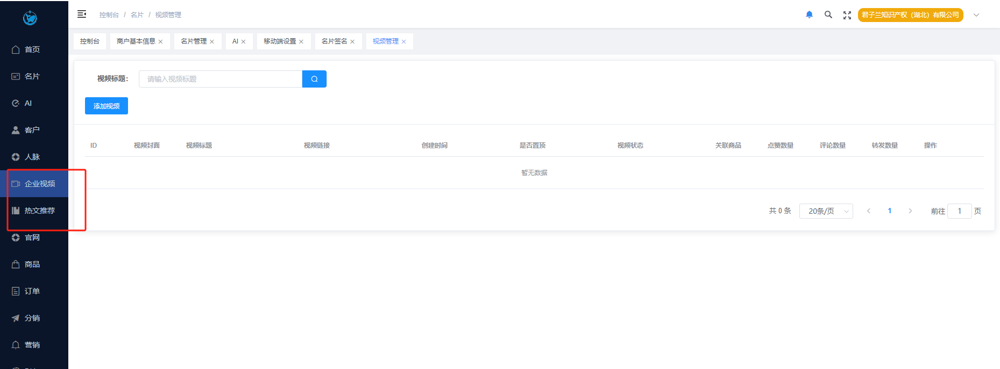 控制台 / 名片 / 视频管理
君子兰知识产权（湖北）有限公司
控制台
商户基本信息
名片管理
AI
移动端设置
名片签名
视频管理
首页
名片
AI
客户
人脉
企业视频
热文推荐
官网
商品
订单
分销
营销
视频标题：
请输入视频标题
添加视频
ID 视频封面 视频标题 视频链接 创建时间 是否置顶 视频状态 关联商品 点赞数量 评论数量 转发数量 操作
暂无数据
共 0 条 20条/页 1 前往 1 页